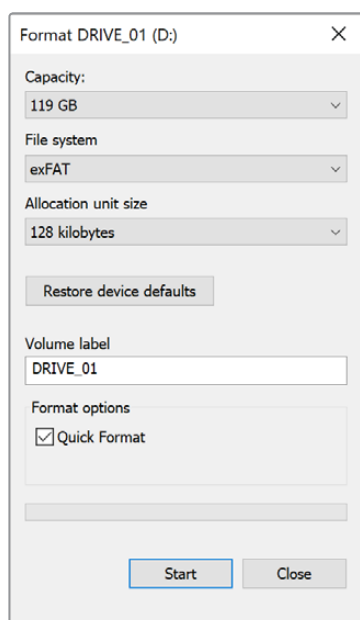 Format DRIVE_01 (D:)
Capacity:
119 GB
File system
exFAT
Allocation unit size
128 kilobytes
Restore device defaults
Volume label
DRIVE_01
Format options
Quick Format
Start Close